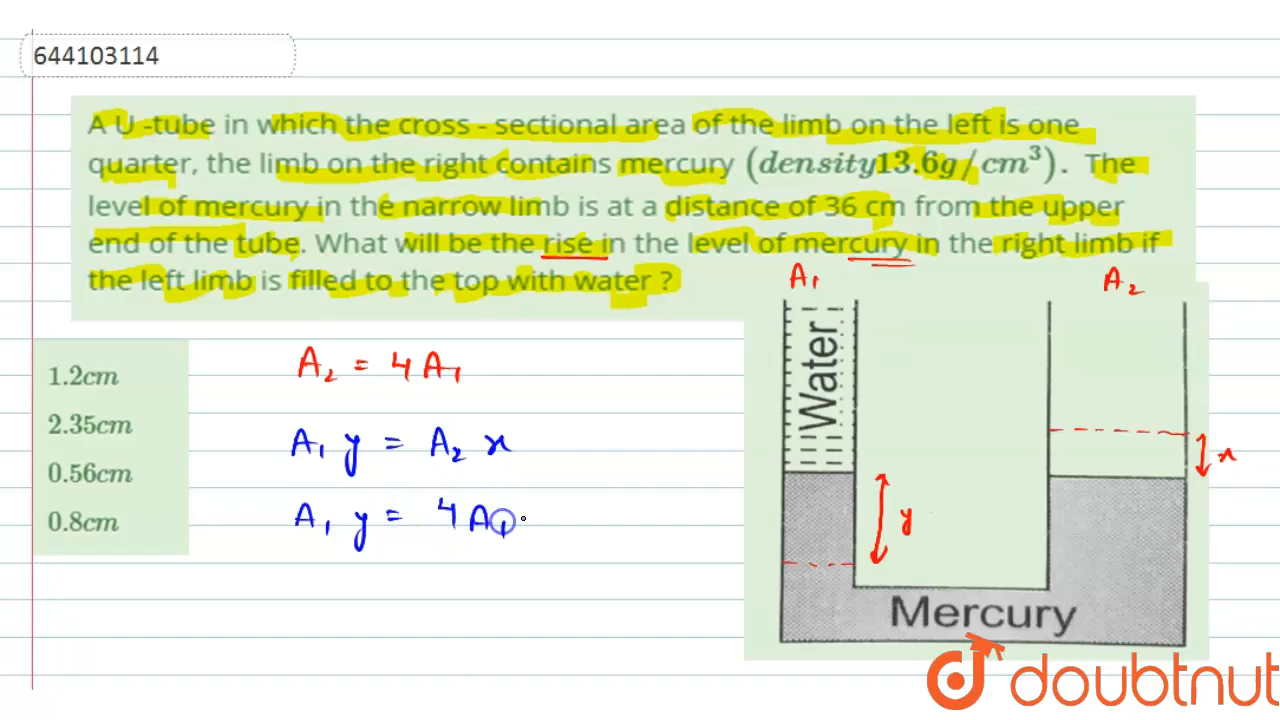 644103114
A U -tube in which the cross - sectional area of the limb on the left is one
quarter, the limb on the right contains mercury (density13.6g/cm³). The
level of mercury in the narrow limb is at a distance of 36 cm from the upper
end of the tube. What will be the rise in the level of mercury in the right limb if
the left limb is filled to the top with water ?
A₁ A₂
1.2cm
2.35cm
0.56cm
0.8cm
A₂ = 4A₁
A₁ y = A₂ x
A₁ y = 4A₁
Water
x
y
Mercury
doubtnut